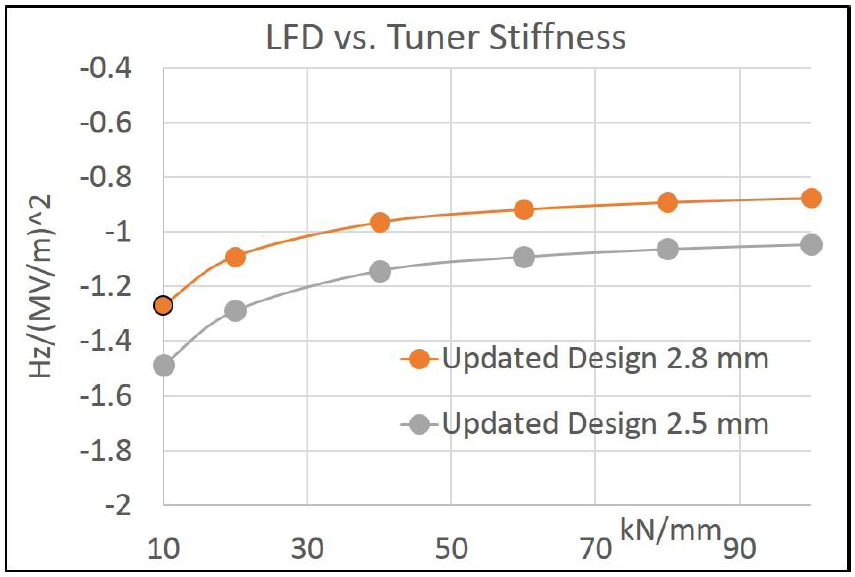 LFD vs. Tuner Stiffness
-0.4
-0.6
-0.8
-1
-1.2
-1.4
-1.6
-1.8
-2
Hz/(MV/m)^2
Updated Design 2.8 mm
Updated Design 2.5 mm
kN/mm
10 30 50 70 90